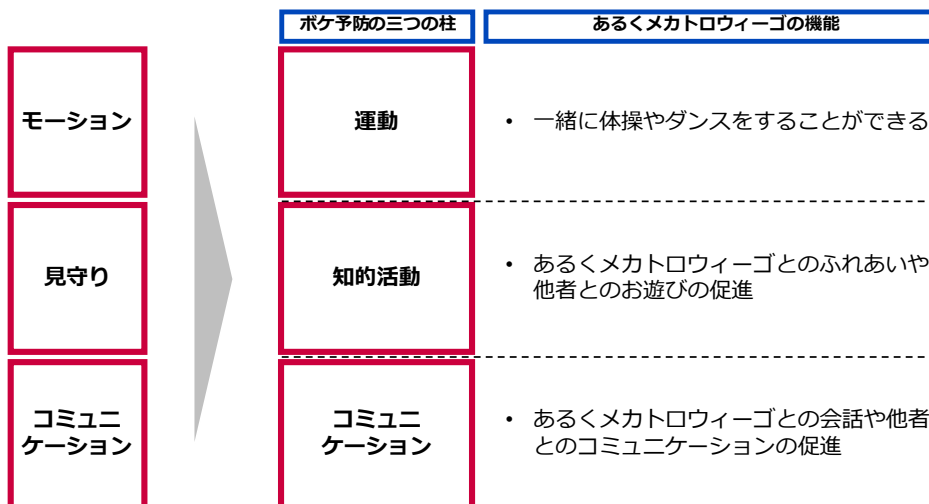 ボケ予防の三つの柱
あるくメカトロウィーゴの機能
モーション
運動
• 一緒に体操やダンスをすることができる
見守り
知的活動
• あるくメカトロウィーゴとのふれあいや
他者とのお遊びの促進
コミュニ
ケーション
コミュニ
ケーション
• あるくメカトロウィーゴとの会話や他者
とのコミュニケーションの促進